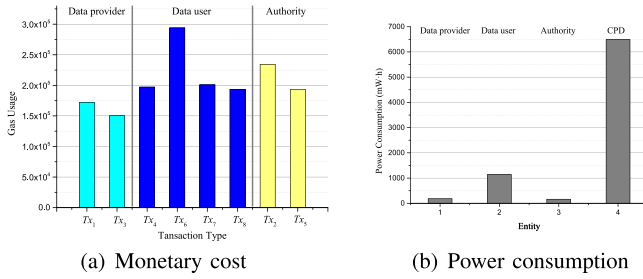 Data provider Data user Authority
3.0x10⁵
2.5x10⁵
2.0x10⁵
1.5x10⁵
1.0x10⁵
5.0x10⁴
0.0
Gas Usage
Tx₁ Tx₃ Tx₄ Tx₆ Tx₇ Tx₈ Tx₂ Tx₅
Tansaction Type
(a) Monetary cost
Data provider Data user Authority CPD
7000
6000
5000
4000
3000
2000
1000
0
Power Consumption (mW·h)
1 2 3 4
Entity
(b) Power consumption